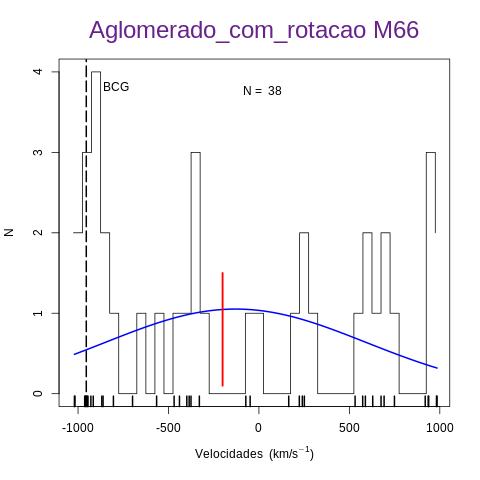 Aglomerado_com_rotacao M66
BCG
N = 38
4
3
2
1
0
N
-1000 -500 0 500 1000
Velocidades (km/s⁻¹)